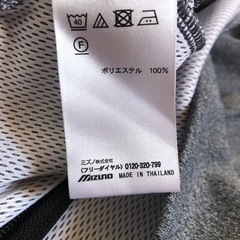 40
F
ポリエステル 100%
ミズノ株式会社
(フリーダイヤル) 0120-320-799
MIZUNO MADE IN THAILAND